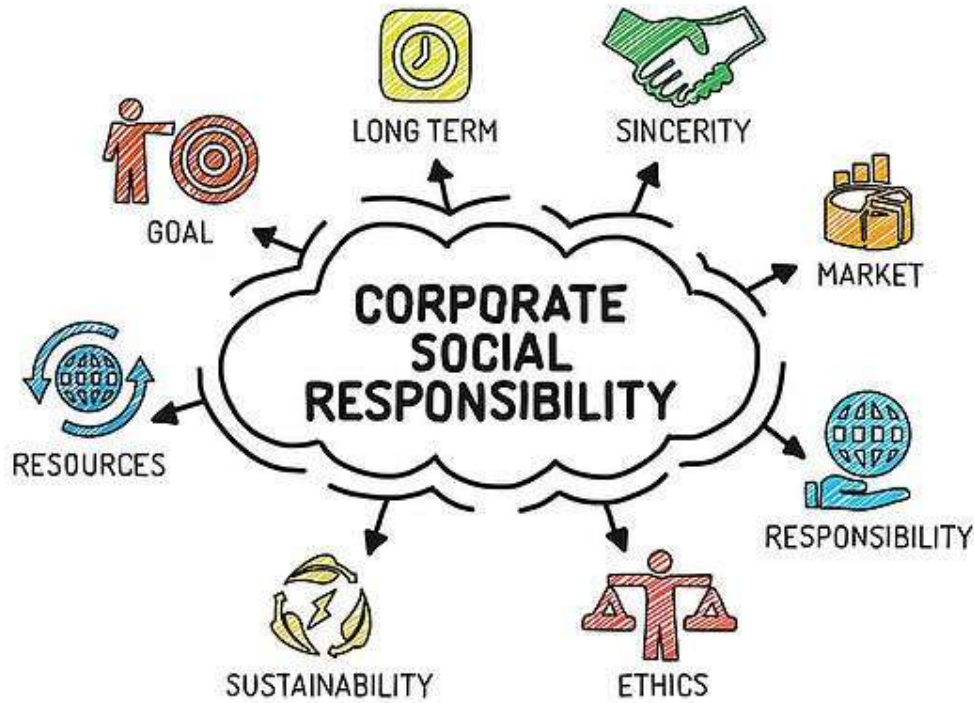 LONG TERM
SINCERITY
GOAL
MARKET
CORPORATE
SOCIAL
RESPONSIBILITY
RESOURCES
RESPONSIBILITY
SUSTAINABILITY
ETHICS